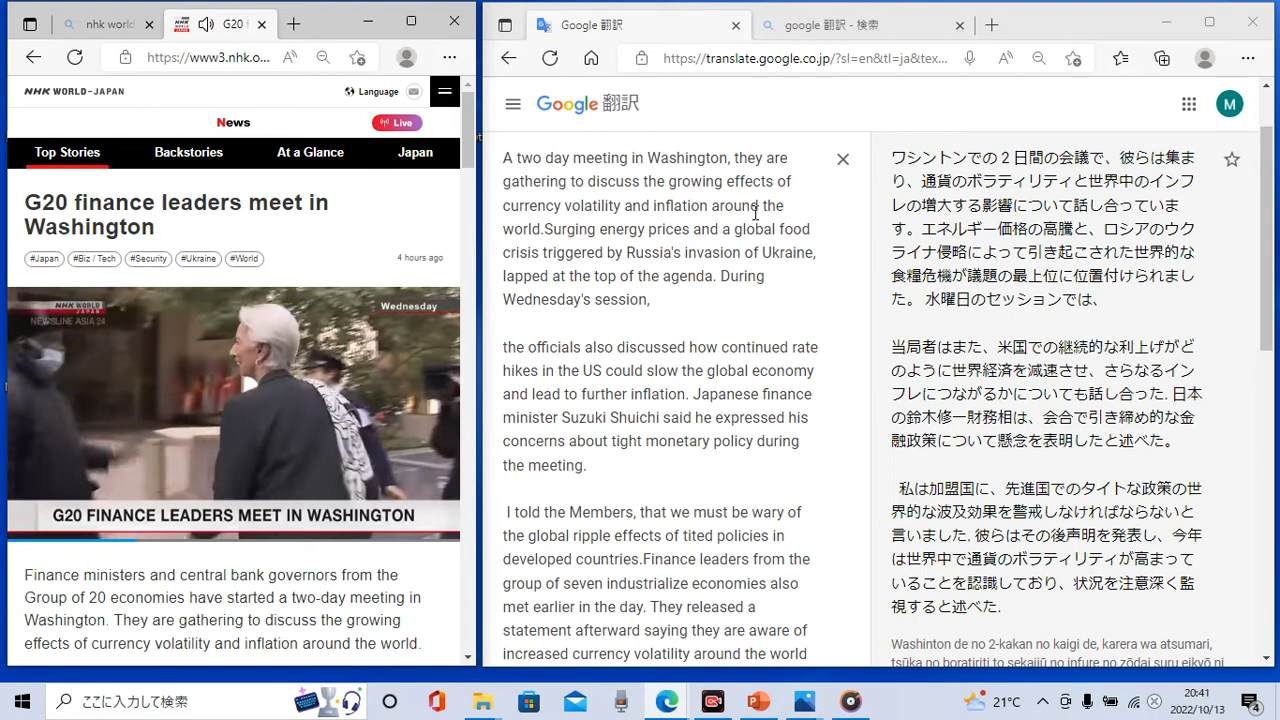 nhk world
G20 f
https://www3.nhk.o...
NHK WORLD-JAPAN
Language
News
Live
Top Stories
Backstories
At a Glance
Japan
G20 finance leaders meet in
Washington
#Japan
#Biz / Tech
#Security
#Ukraine
#World
4 hours ago
NHK WORLD
JAPAN
NEWSLINE ASIA 24
Wednesday
G20 FINANCE LEADERS MEET IN WASHINGTON
Finance ministers and central bank governors from the
Group of 20 economies have started a two-day meeting in
Washington. They are gathering to discuss the growing
effects of currency volatility and inflation around the world.
Google 翻訳
google 翻訳 - 検索
https://translate.google.co.jp/?sl=en&tl=ja&tex...
Google 翻訳
M
A two day meeting in Washington, they are
gathering to discuss the growing effects of
currency volatility and inflation around the
world.Surging energy prices and a global food
crisis triggered by Russia's invasion of Ukraine,
lapped at the top of the agenda. During
Wednesday's session,
the officials also discussed how continued rate
hikes in the US could slow the global economy
and lead to further inflation. Japanese finance
minister Suzuki Shuichi said he expressed his
concerns about tight monetary policy during
the meeting.
I told the Members, that we must be wary of
the global ripple effects of tited policies in
developed countries.Finance leaders from the
group of seven industrialize economies also
met earlier in the day. They released a
statement afterward saying they are aware of
increased currency volatility around the world
ワシントンでの 2 日間の会議で、彼らは集ま
り、通貨のボラティリティと世界中のインフ
レの増大する影響について話し合っていま
す。エネルギー価格の高騰と、ロシアのウク
ライナ侵略によって引き起こされた世界的な
食糧危機が議題の最上位に位置付けられまし
た。 水曜日のセッションでは、
当局者はまた、米国での継続的な利上げがど
のように世界経済を減速させ、さらなるイン
フレにつながるかについても話し合った. 日本
の鈴木修一財務相は、会合で引き締め的な金
融政策について懸念を表明したと述べた。
私は加盟国に、先進国でのタイトな政策の世
界的な波及効果を警戒しなければならないと
言いました. 彼らはその後声明を発表し、今年
は世界中で通貨のボラティリティが高まって
いることを認識しており、状況を注意深く監
視すると述べた.
Washinton de no 2-kakan no kaigi de, karera wa atsumari,
tsūka no boratiriti to sekaijū no infure no zōdai suru eikyō ni
ここに入力して検索
21°C
20:41
2022/10/13
4